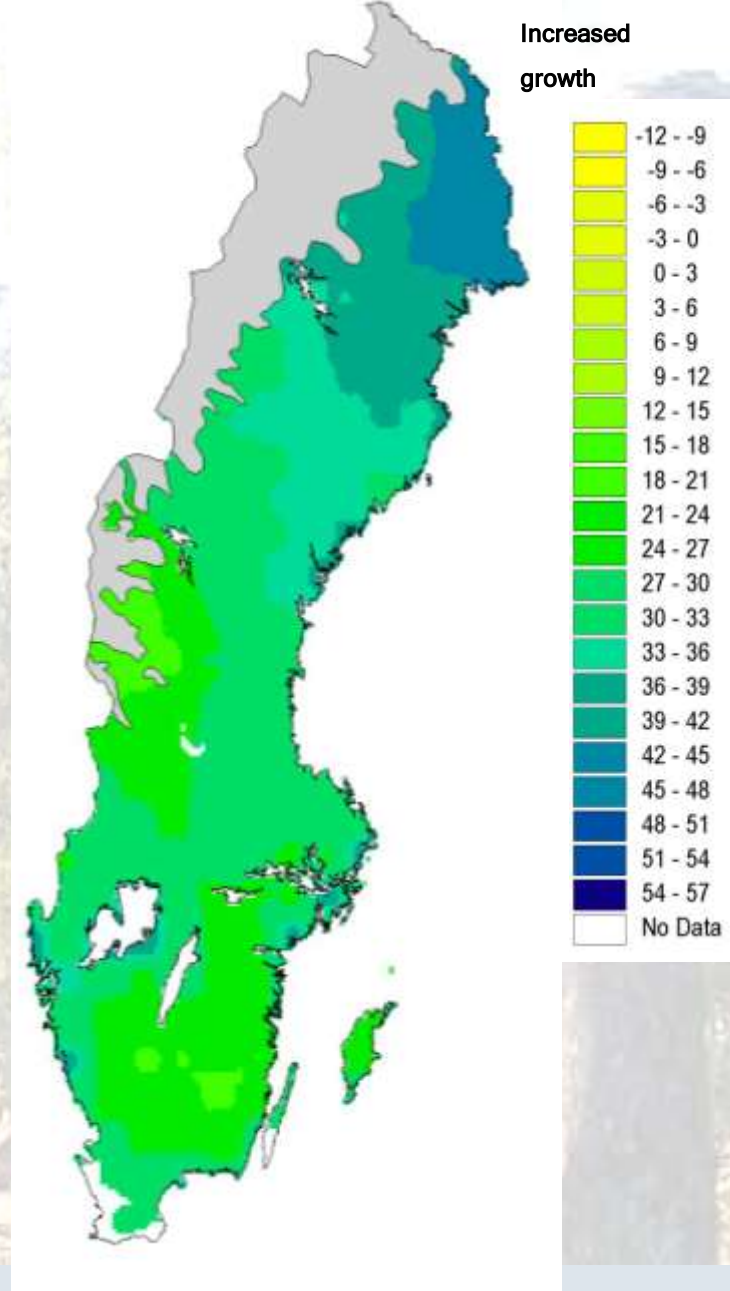 Increased
growth
-12 - -9
-9 - -6
-6 - -3
-3 - 0
0 - 3
3 - 6
6 - 9
9 - 12
12 - 15
15 - 18
18 - 21
21 - 24
24 - 27
27 - 30
30 - 33
33 - 36
36 - 39
39 - 42
42 - 45
45 - 48
48 - 51
51 - 54
54 - 57
No Data